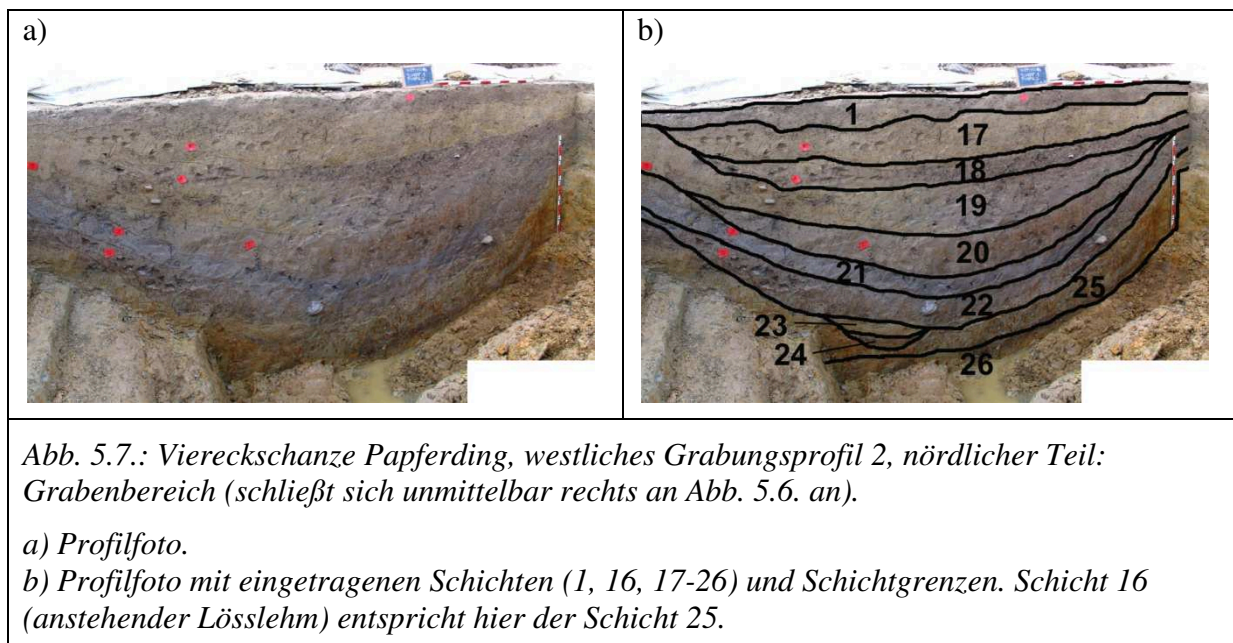 a)
b)
1
17
18
19
20
21
22
25
23
24
26
Abb. 5.7.: Viereckschanze Papferding, westliches Grabungsprofil 2, nördlicher Teil:
Grabenbereich (schließt sich unmittelbar rechts an Abb. 5.6. an).
a) Profilfoto.
b) Profilfoto mit eingetragenen Schichten (1, 16, 17-26) und Schichtgrenzen. Schicht 16
(anstehender Lösslehm) entspricht hier der Schicht 25.